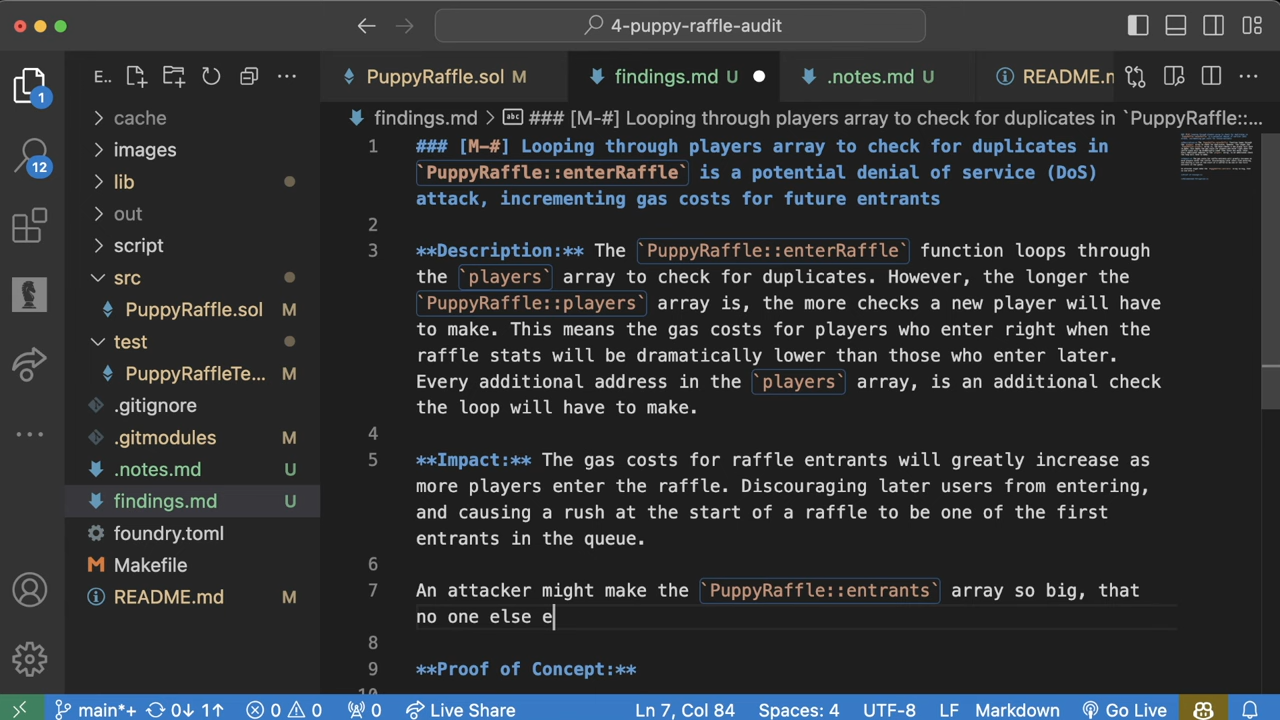 4-puppy-raffle-audit
E..
PuppyRaffle.sol M
findings.md U
.notes.md U
README.m
findings.md > ### [M-#] Looping through players array to check for duplicates in `PuppyRaffle::...
1
12
cache
images
lib
out
script
src
PuppyRaffle.sol M
test
PuppyRaffleTe... M
.gitignore
.gitmodules M
.notes.md U
findings.md U
foundry.toml
Makefile
README.md M
1 ### [M-#] Looping through players array to check for duplicates in
`PuppyRaffle::enterRaffle` is a potential denial of service (DoS)
attack, incrementing gas costs for future entrants
2
3 **Description:** The `PuppyRaffle::enterRaffle` function loops through
the `players` array to check for duplicates. However, the longer the
`PuppyRaffle::players` array is, the more checks a new player will have
to make. This means the gas costs for players who enter right when the
raffle stats will be dramatically lower than those who enter later.
Every additional address in the `players` array, is an additional check
the loop will have to make.
4
5 **Impact:** The gas costs for raffle entrants will greatly increase as
more players enter the raffle. Discouraging later users from entering,
and causing a rush at the start of a raffle to be one of the first
entrants in the queue.
6
7 An attacker might make the `PuppyRaffle::entrants` array so big, that
no one else e
8
9 **Proof of Concept:**
10
main*+ 0↓ 1↑ 0 0 0 Live Share Ln 7, Col 84 Spaces: 4 UTF-8 LF Markdown Go Live